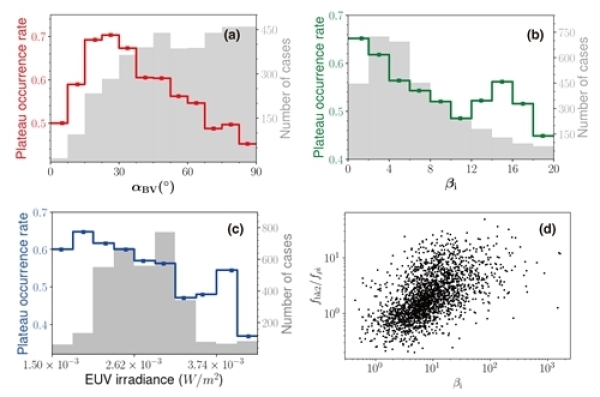 (a)
Plateau occurrence rate
0.7
0.6
0.5
450
300
150
Number of cases
0 30 60 90
α_BV(°)
(b)
Plateau occurrence rate
0.7
0.6
0.5
0.4
750
600
450
300
150
Number of cases
0 4 8 12 16 20
β_i
(c)
Plateau occurrence rate
0.7
0.6
0.5
0.4
800
600
400
200
Number of cases
1.50 × 10⁻³ 2.62 × 10⁻³ 3.74 × 10⁻³
EUV irradiance (W/m²)
(d)
10¹
10⁰
10⁰ 10¹ 10² 10³
β_i